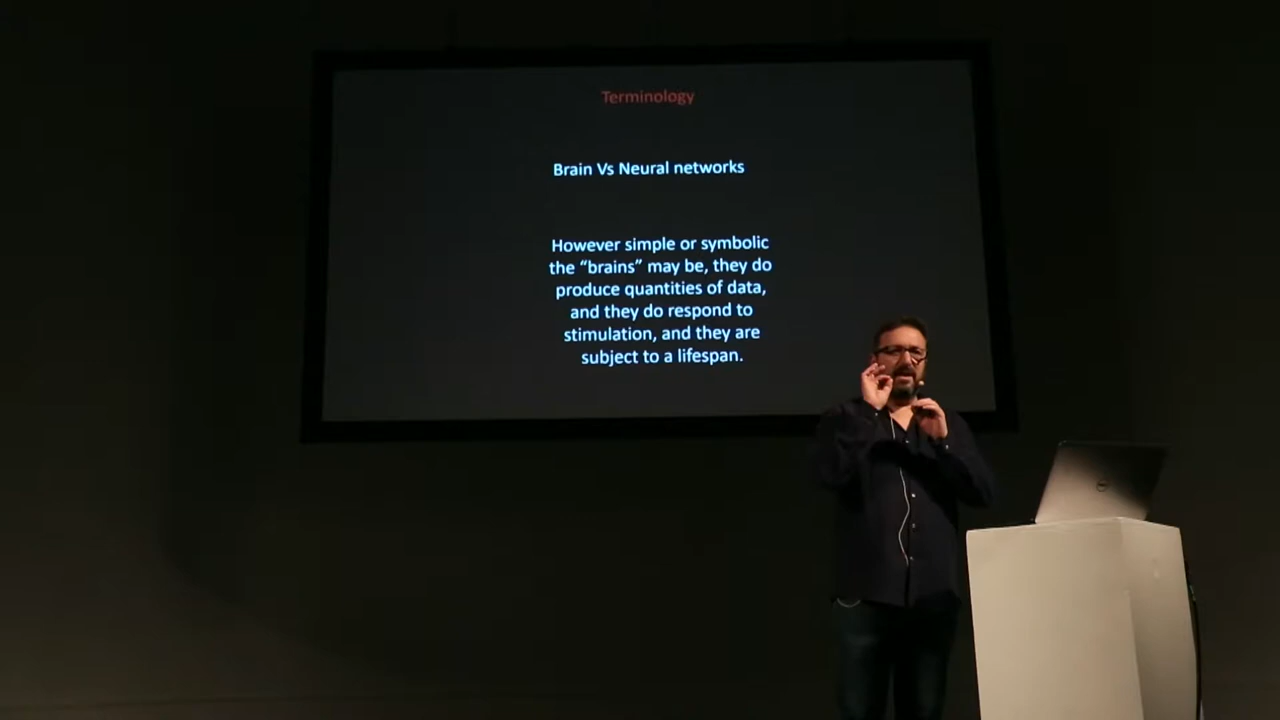 Terminology
Brain Vs Neural networks
However simple or symbolic
the “brains” may be, they do
produce quantities of data,
and they do respond to
stimulation, and they are
subject to a lifespan.